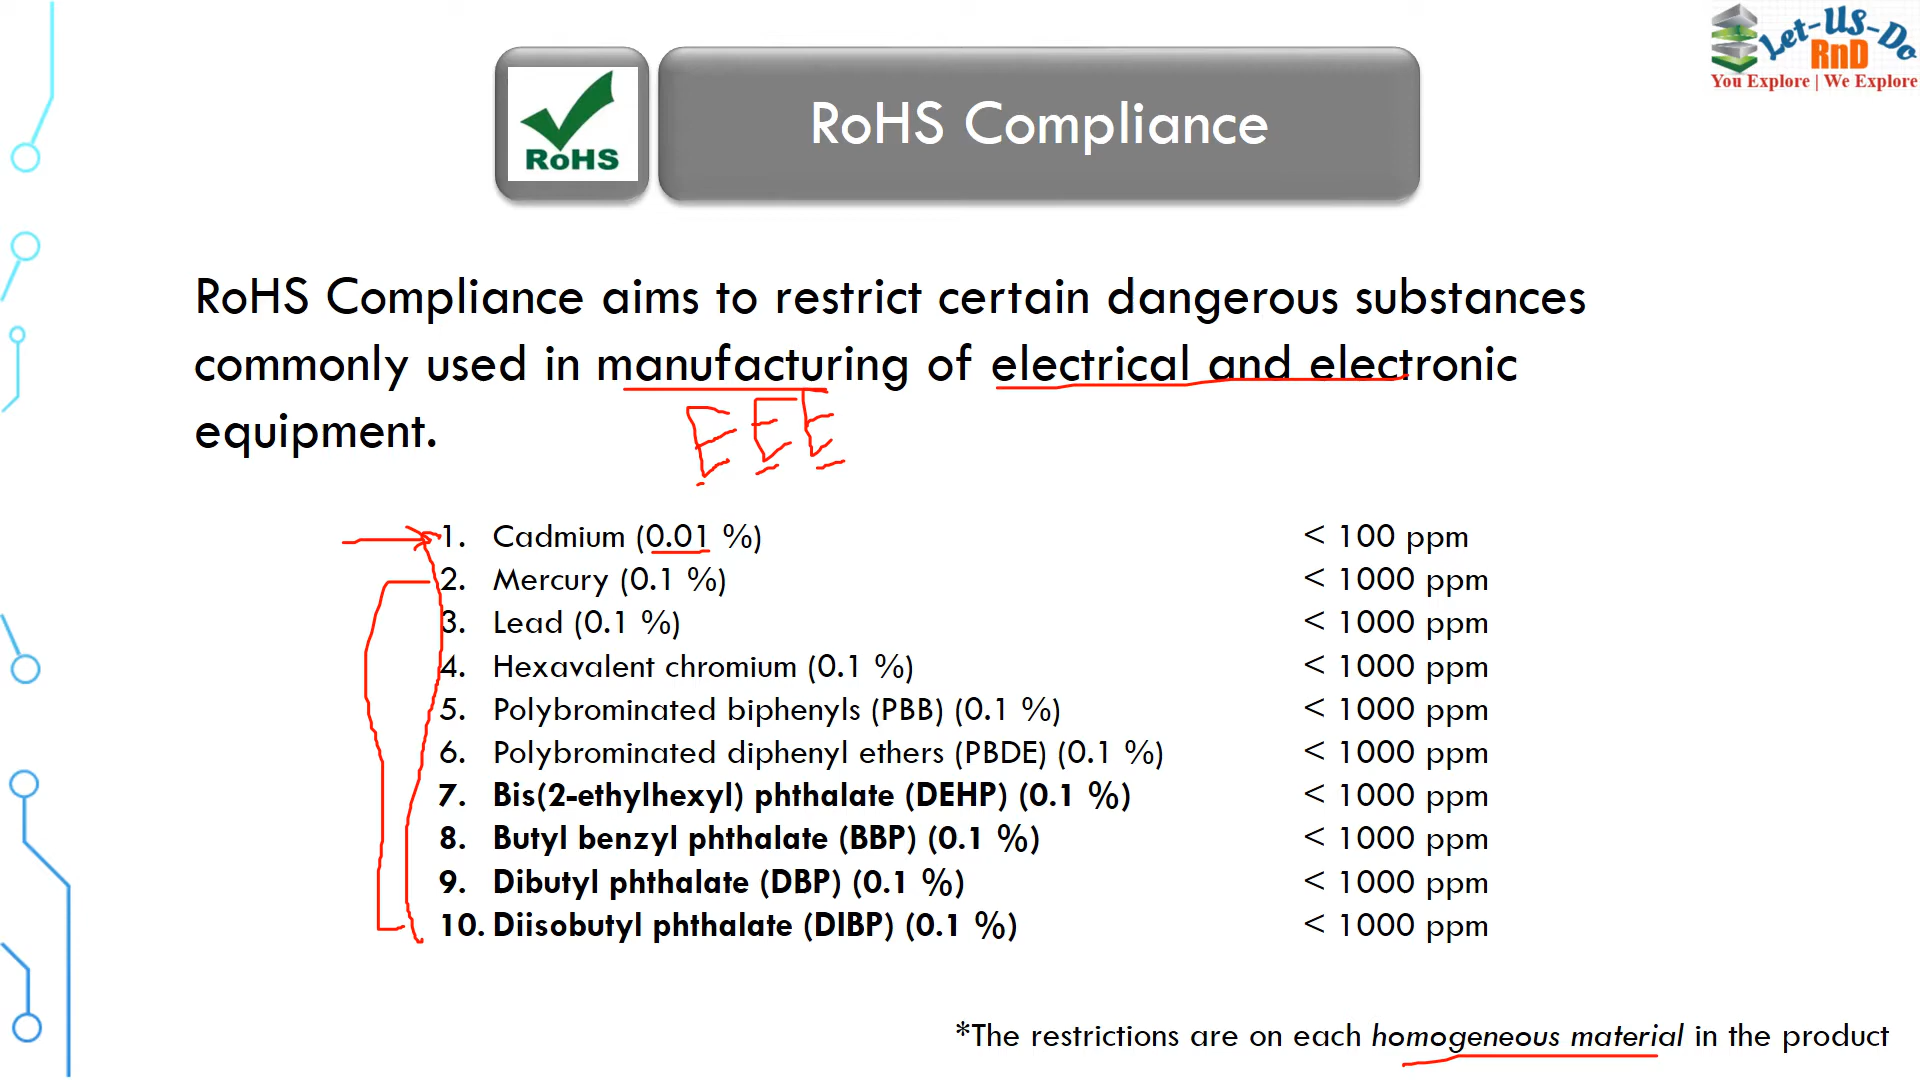 Let-Us-Do
RnD
You Explore | We Explore
RoHS
RoHS Compliance
RoHS Compliance aims to restrict certain dangerous substances
commonly used in manufacturing of electrical and electronic
equipment.
EEE
1. Cadmium (0.01 %) < 100 ppm
2. Mercury (0.1 %) < 1000 ppm
3. Lead (0.1 %) < 1000 ppm
4. Hexavalent chromium (0.1 %) < 1000 ppm
5. Polybrominated biphenyls (PBB) (0.1 %) < 1000 ppm
6. Polybrominated diphenyl ethers (PBDE) (0.1 %) < 1000 ppm
7. Bis(2-ethylhexyl) phthalate (DEHP) (0.1 %) < 1000 ppm
8. Butyl benzyl phthalate (BBP) (0.1 %) < 1000 ppm
9. Dibutyl phthalate (DBP) (0.1 %) < 1000 ppm
10. Diisobutyl phthalate (DIBP) (0.1 %) < 1000 ppm
*The restrictions are on each homogeneous material in the product